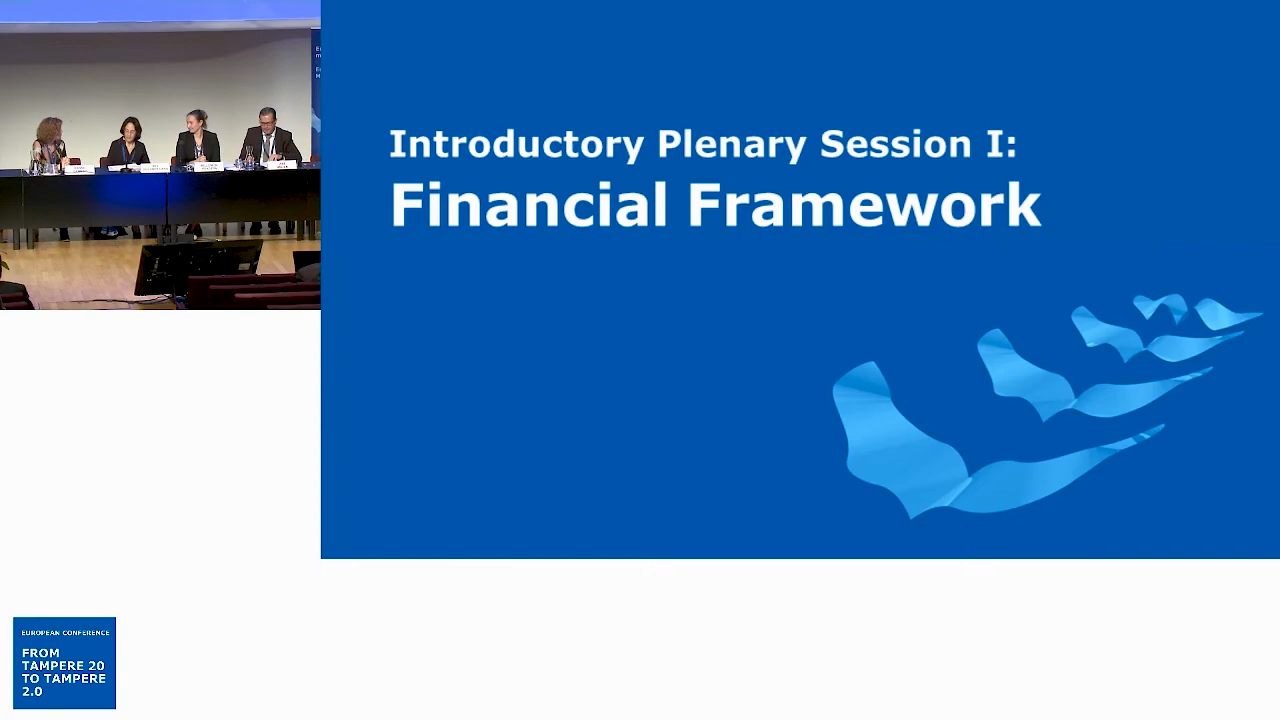 Introductory Plenary Session I:
Financial Framework
EUROPEAN CONFERENCE
FROM
TAMPERE 20
TO TAMPERE
2.0